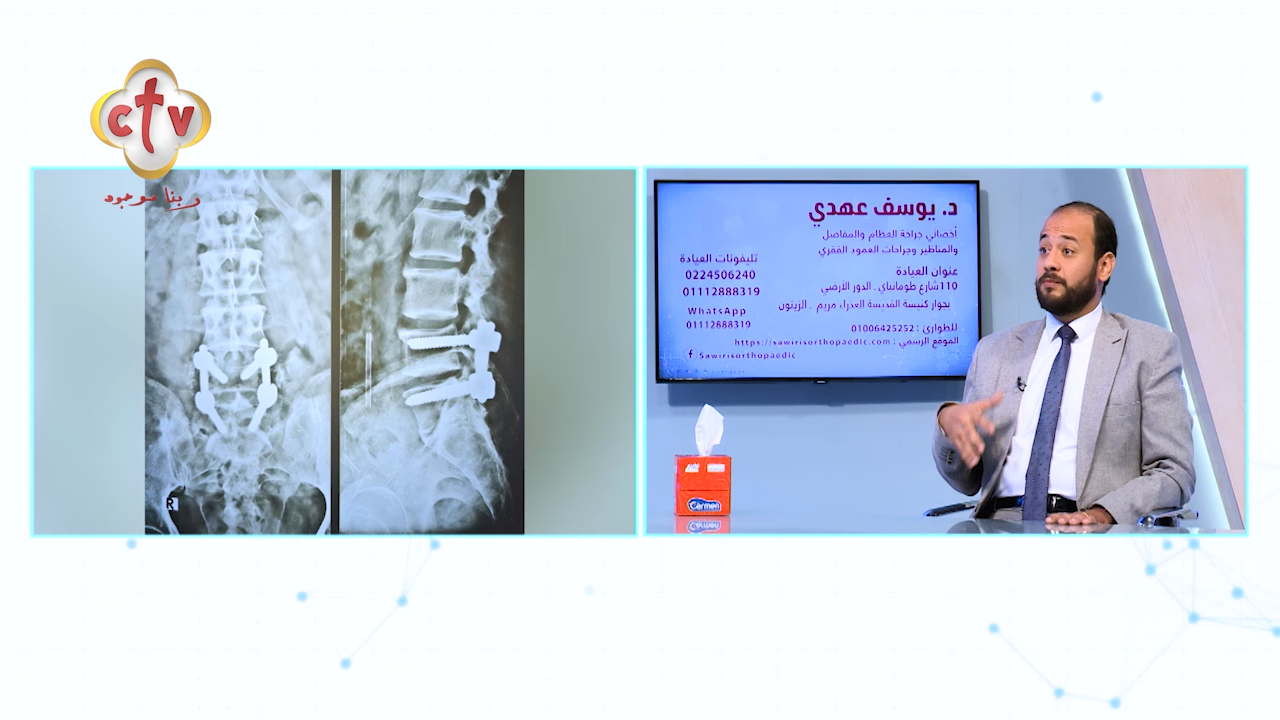 ctv
ربنا موجود
R
د. يوسف عهدي
أخصائي جراحة العظام والمفاصل
والمناظير وجراحات العمود الفقري
عنوان العيادة
110شارع طومانباي . الدور الأرضي
بجوار كنيسة القديسة العذراء مريم . الزيتون
تليفونات العيادة
0224506240
01112888319
WhatsApp
01112888319
للطوارئ : 01006425252
الموقع الرسمي : https://sawirisorthopaedic.com
f Sawirisorthopaedic
Carmen